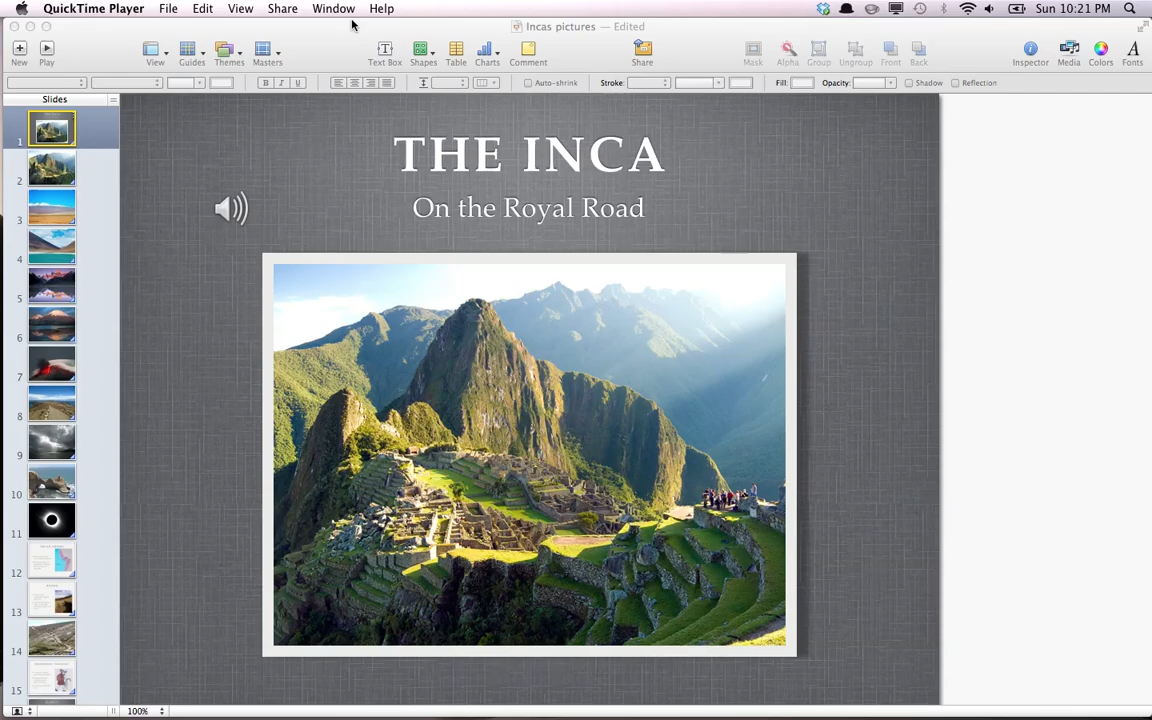 QuickTime Player File Edit View Share Window Help Sun 10:21 PM
Incas pictures — Edited
New Play View Guides Themes Masters Text Box Shapes Table Charts Comment Share Mask Alpha Group Ungroup Front Back Inspector Media Colors Fonts
B I U Auto-shrink Stroke: Fill: Opacity: Shadow Reflection
Slides
THE INCA
On the Royal Road
1
2
3
4
5
6
7
8
9
10
11
12
13
14
15
100%